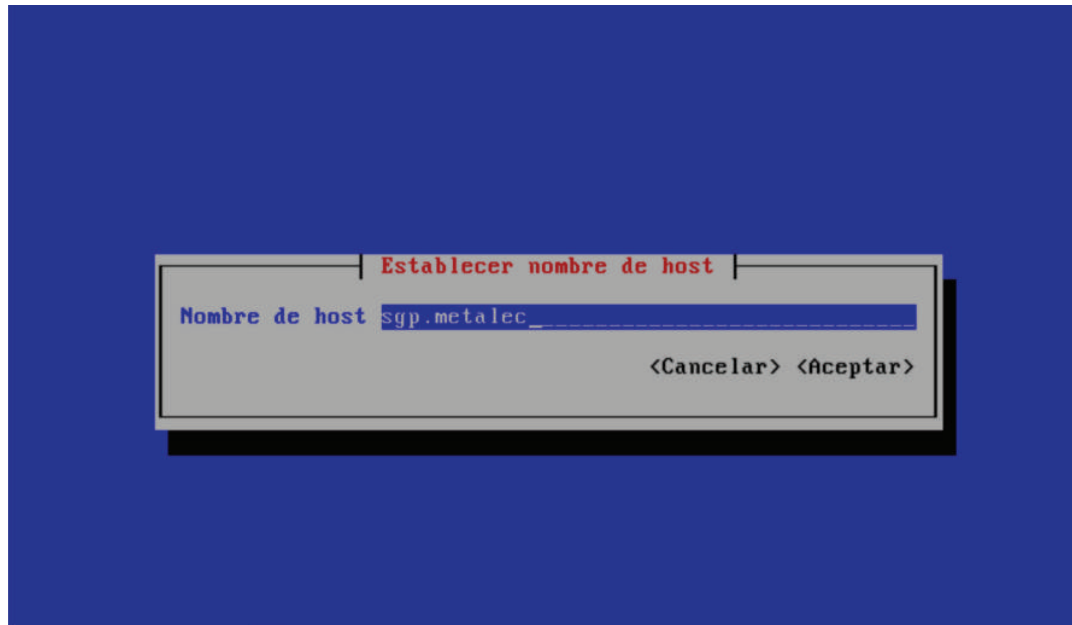 Establecer nombre de host
Nombre de host sgp.metalec
<Cancelar> <Aceptar>